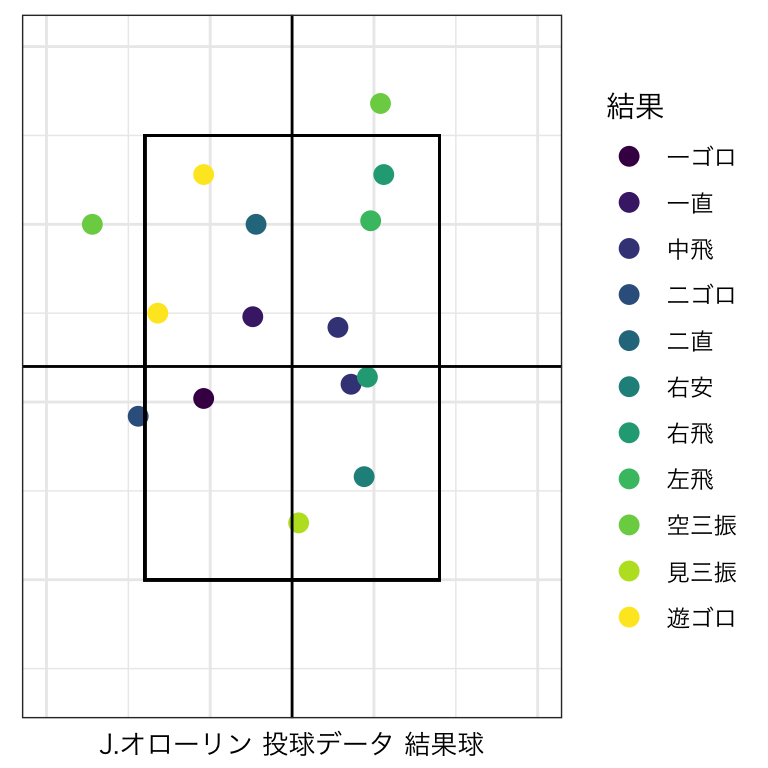 結果
一ゴロ
一直
中飛
二ゴロ
二直
右安
右飛
左飛
空三振
見三振
遊ゴロ
J.オローリン 投球データ 結果球